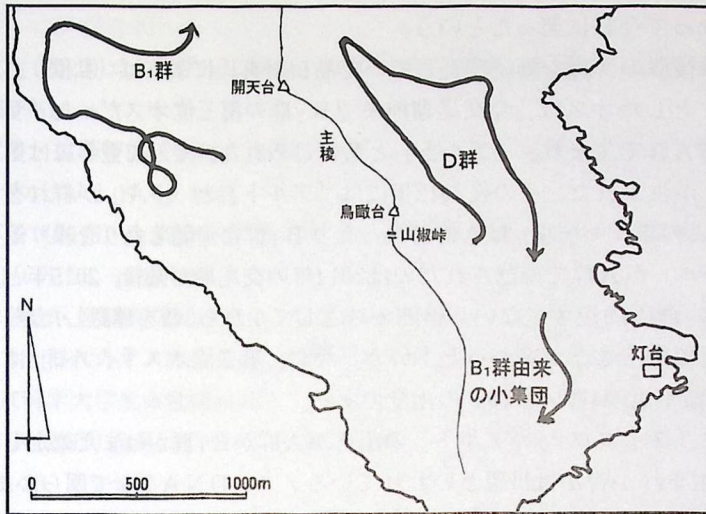 B₁群
開天台
主稜
D群
鳥瞰台
山椒峠
N
B₁群由来
の小集団
灯台
0 500 1000m